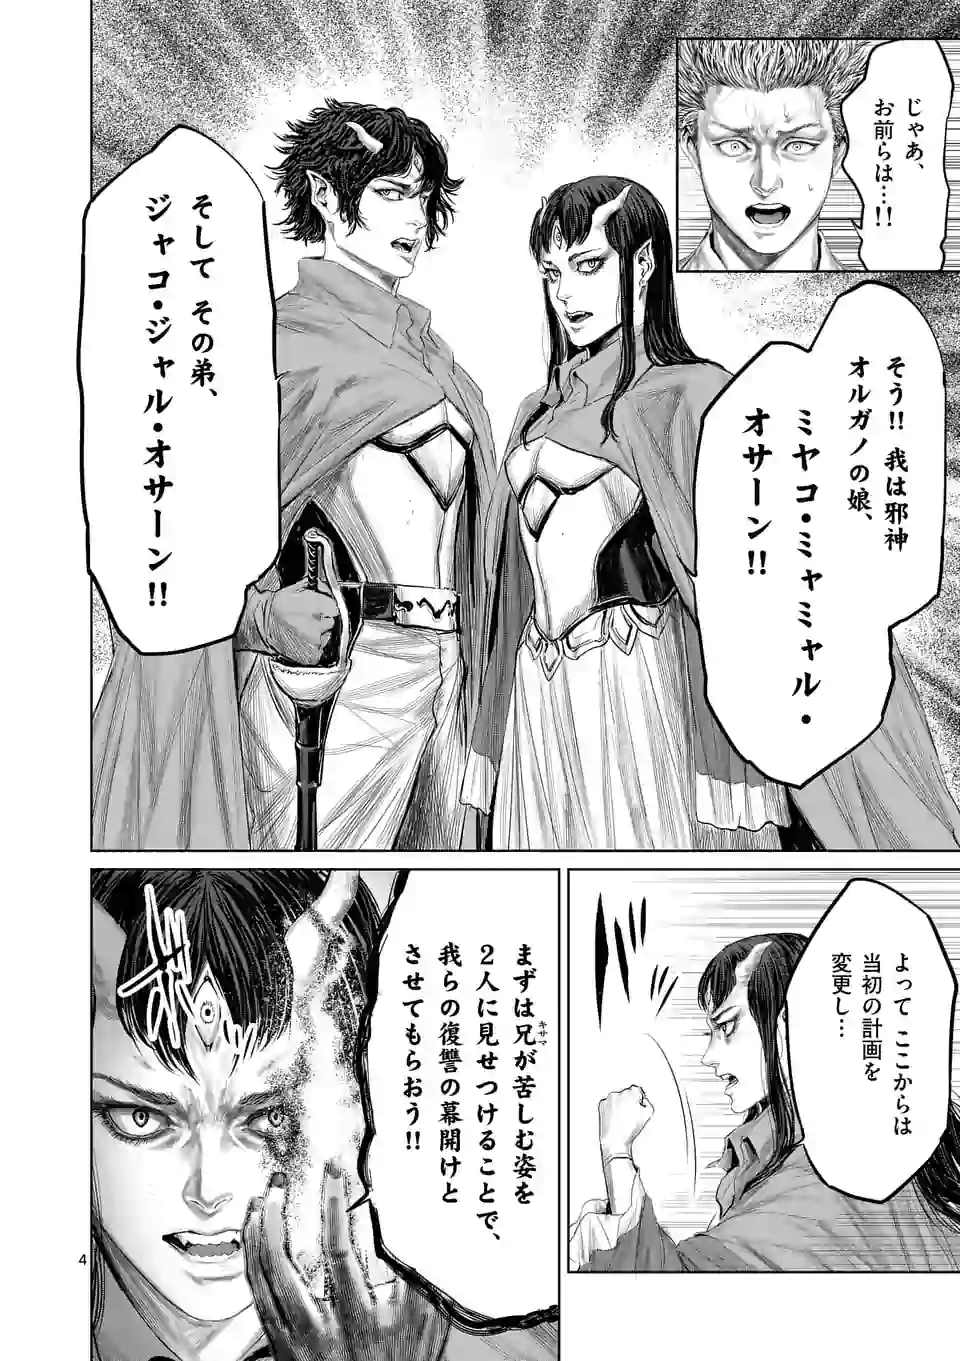 じゃあ、
お前らは…!!
そう!! 我は邪神
オルガノの娘、
ミヤコ・ミャミャル・
オサーン!!
そして その弟、
ジャコ・ジャル・オサーン!!
よって ここからは
当初の計画を
変更し…
まずは兄が苦しむ姿を
キサマ
2人に見せつけることで、
我らの復讐の幕開けと
させてもらおう!!
4